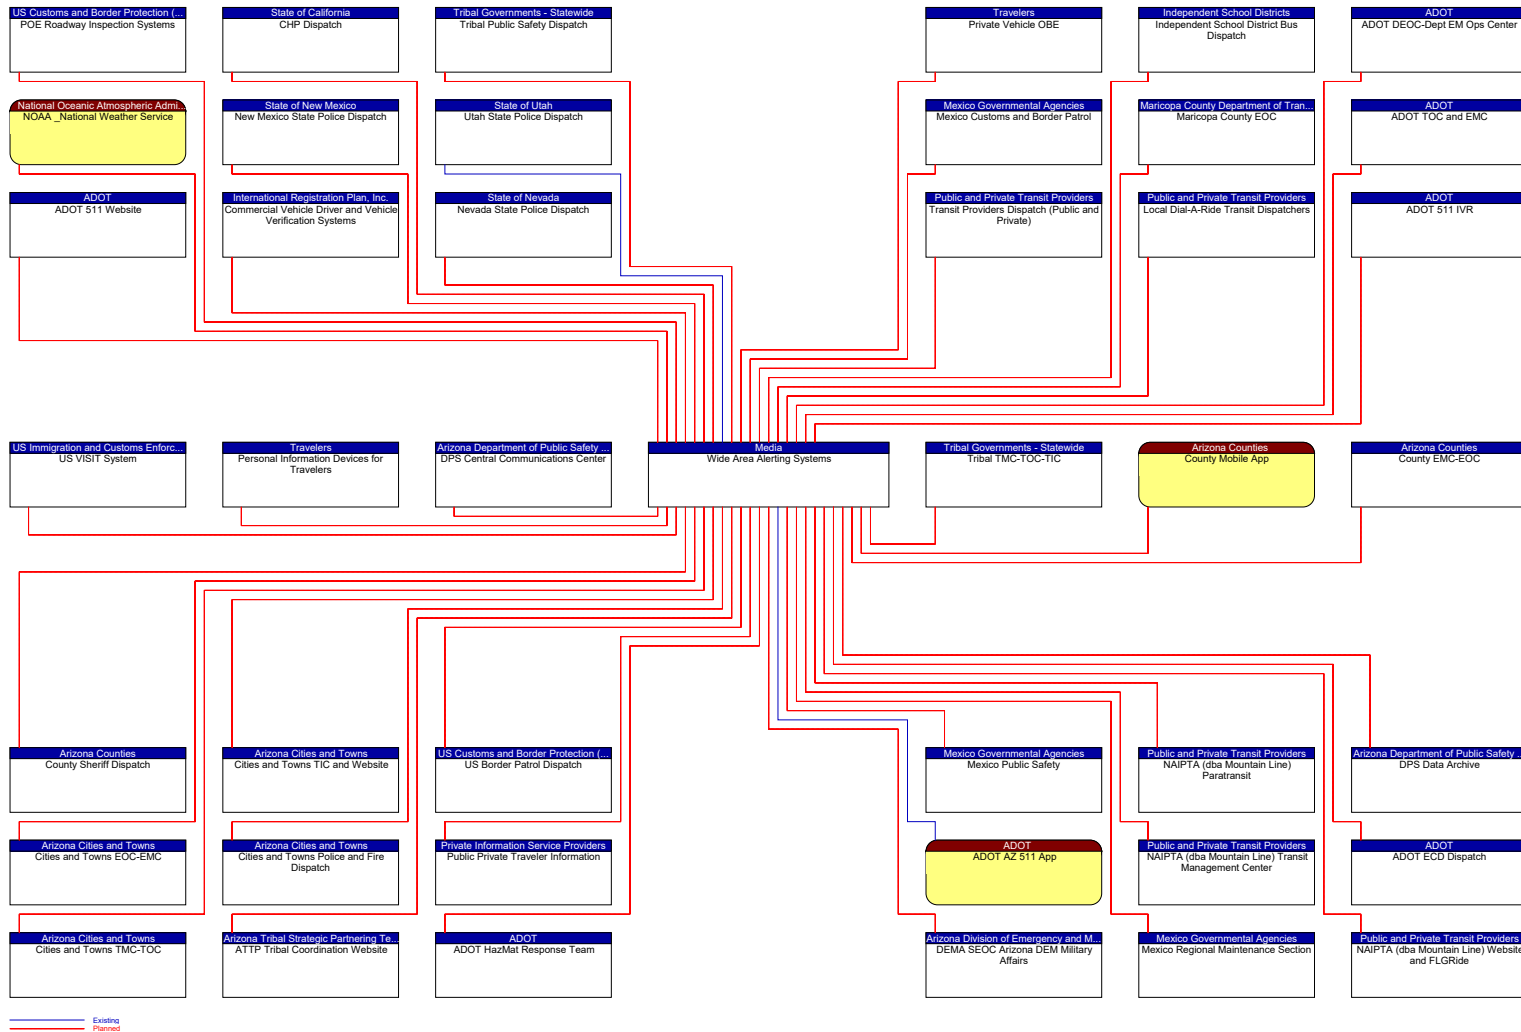 US Customs and Border Protection (...
POE Roadway Inspection Systems
State of California
CHP Dispatch
Tribal Governments - Statewide
Tribal Public Safety Dispatch
Travelers
Private Vehicle OBE
Independent School Districts
Independent School District Bus
Dispatch
ADOT
ADOT DEOC-Dept EM Ops Center
National Oceanic Atmospheric Admi...
NOAA _National Weather Service
State of New Mexico
New Mexico State Police Dispatch
State of Utah
Utah State Police Dispatch
Mexico Governmental Agencies
Mexico Customs and Border Patrol
Maricopa County Department of Tran...
Maricopa County EOC
ADOT
ADOT TOC and EMC
ADOT
ADOT 511 Website
International Registration Plan, Inc.
Commercial Vehicle Driver and Vehicle
Verification Systems
State of Nevada
Nevada State Police Dispatch
Public and Private Transit Providers
Transit Providers Dispatch (Public and
Private)
Public and Private Transit Providers
Local Dial-A-Ride Transit Dispatchers
ADOT
ADOT 511 IVR
US Immigration and Customs Enforc...
US VISIT System
Travelers
Personal Information Devices for
Travelers
Arizona Department of Public Safety ...
DPS Central Communications Center
Media
Wide Area Alerting Systems
Tribal Governments - Statewide
Tribal TMC-TOC-TIC
Arizona Counties
County Mobile App
Arizona Counties
County EMC-EOC
Arizona Counties
County Sheriff Dispatch
Arizona Cities and Towns
Cities and Towns TIC and Website
US Customs and Border Protection (...
US Border Patrol Dispatch
Mexico Governmental Agencies
Mexico Public Safety
Public and Private Transit Providers
NAIPTA (dba Mountain Line)
Paratransit
Arizona Department of Public Safety ...
DPS Data Archive
Arizona Cities and Towns
Cities and Towns EOC-EMC
Arizona Cities and Towns
Cities and Towns Police and Fire
Dispatch
Private Information Service Providers
Public Private Traveler Information
ADOT
ADOT AZ 511 App
Public and Private Transit Providers
NAIPTA (dba Mountain Line) Transit
Management Center
ADOT
ADOT ECD Dispatch
Arizona Cities and Towns
Cities and Towns TMC-TOC
Arizona Tribal Strategic Partnering Te...
ATTP Tribal Coordination Website
ADOT
ADOT HazMat Response Team
Arizona Division of Emergency and M...
DEMA SEOC Arizona DEM Military
Affairs
Mexico Governmental Agencies
Mexico Regional Maintenance Section
Public and Private Transit Providers
NAIPTA (dba Mountain Line) Website
and FLGRide
Existing
Planned